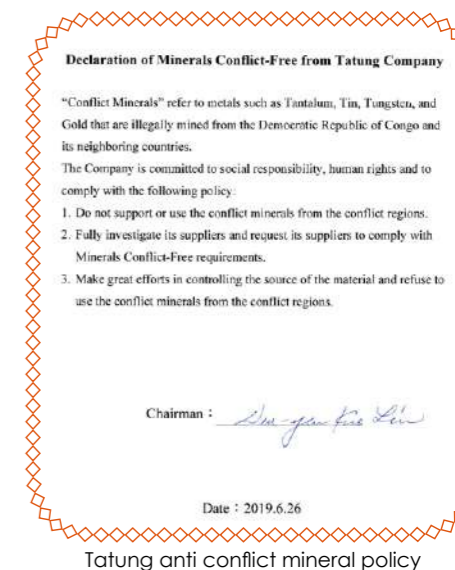 Declaration of Minerals Conflict-Free from Tatung Company
“Conflict Minerals” refer to metals such as Tantalum, Tin, Tungsten, and
Gold that are illegally mined from the Democratic Republic of Congo and
its neighboring countries.
The Company is committed to social responsibility, human rights and to
comply with the following policy:
1. Do not support or use the conflict minerals from the conflict regions.
2. Fully investigate its suppliers and request its suppliers to comply with
Minerals Conflict-Free requirements.
3. Make great efforts in controlling the source of the material and refuse to
use the conflict minerals from the conflict regions.
Chairman：
Date：2019.6.26
Tatung anti conflict mineral policy